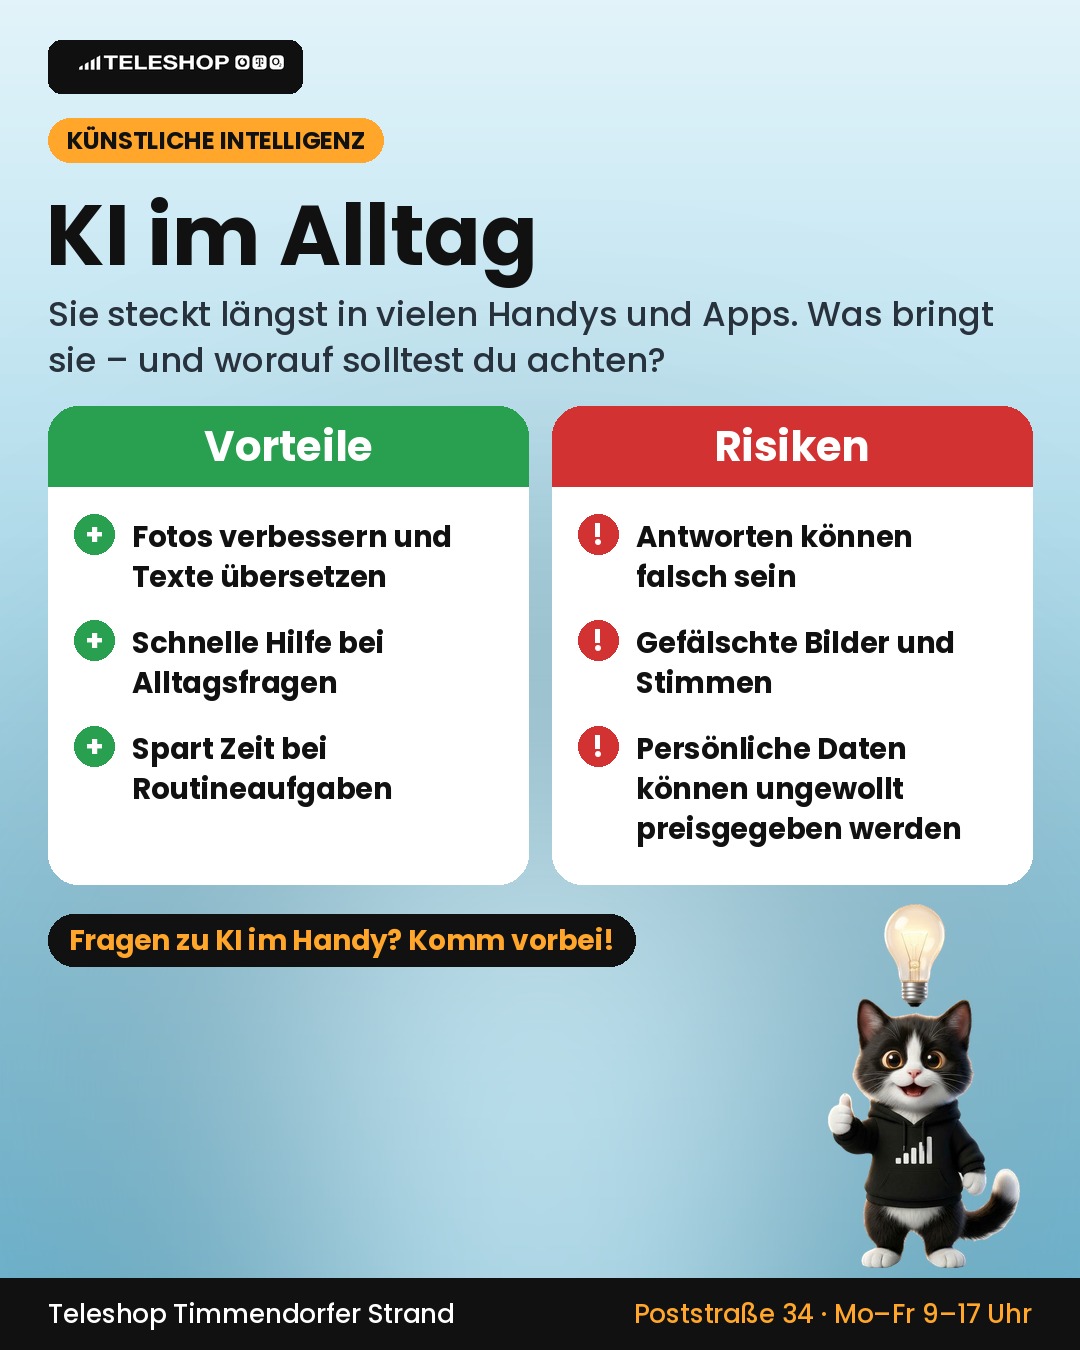 TELESHOP
KÜNSTLICHE INTELLIGENZ
KI im Alltag
Sie steckt längst in vielen Handys und Apps. Was bringt
sie – und worauf solltest du achten?
Vorteile
+ Fotos verbessern und
Texte übersetzen
+ Schnelle Hilfe bei
Alltagsfragen
+ Spart Zeit bei
Routineaufgaben
Risiken
! Antworten können
falsch sein
! Gefälschte Bilder und
Stimmen
! Persönliche Daten
können ungewollt
preisgegeben werden
Fragen zu KI im Handy? Komm vorbei!
Teleshop Timmendorfer Strand
Poststraße 34 · Mo–Fr 9–17 Uhr